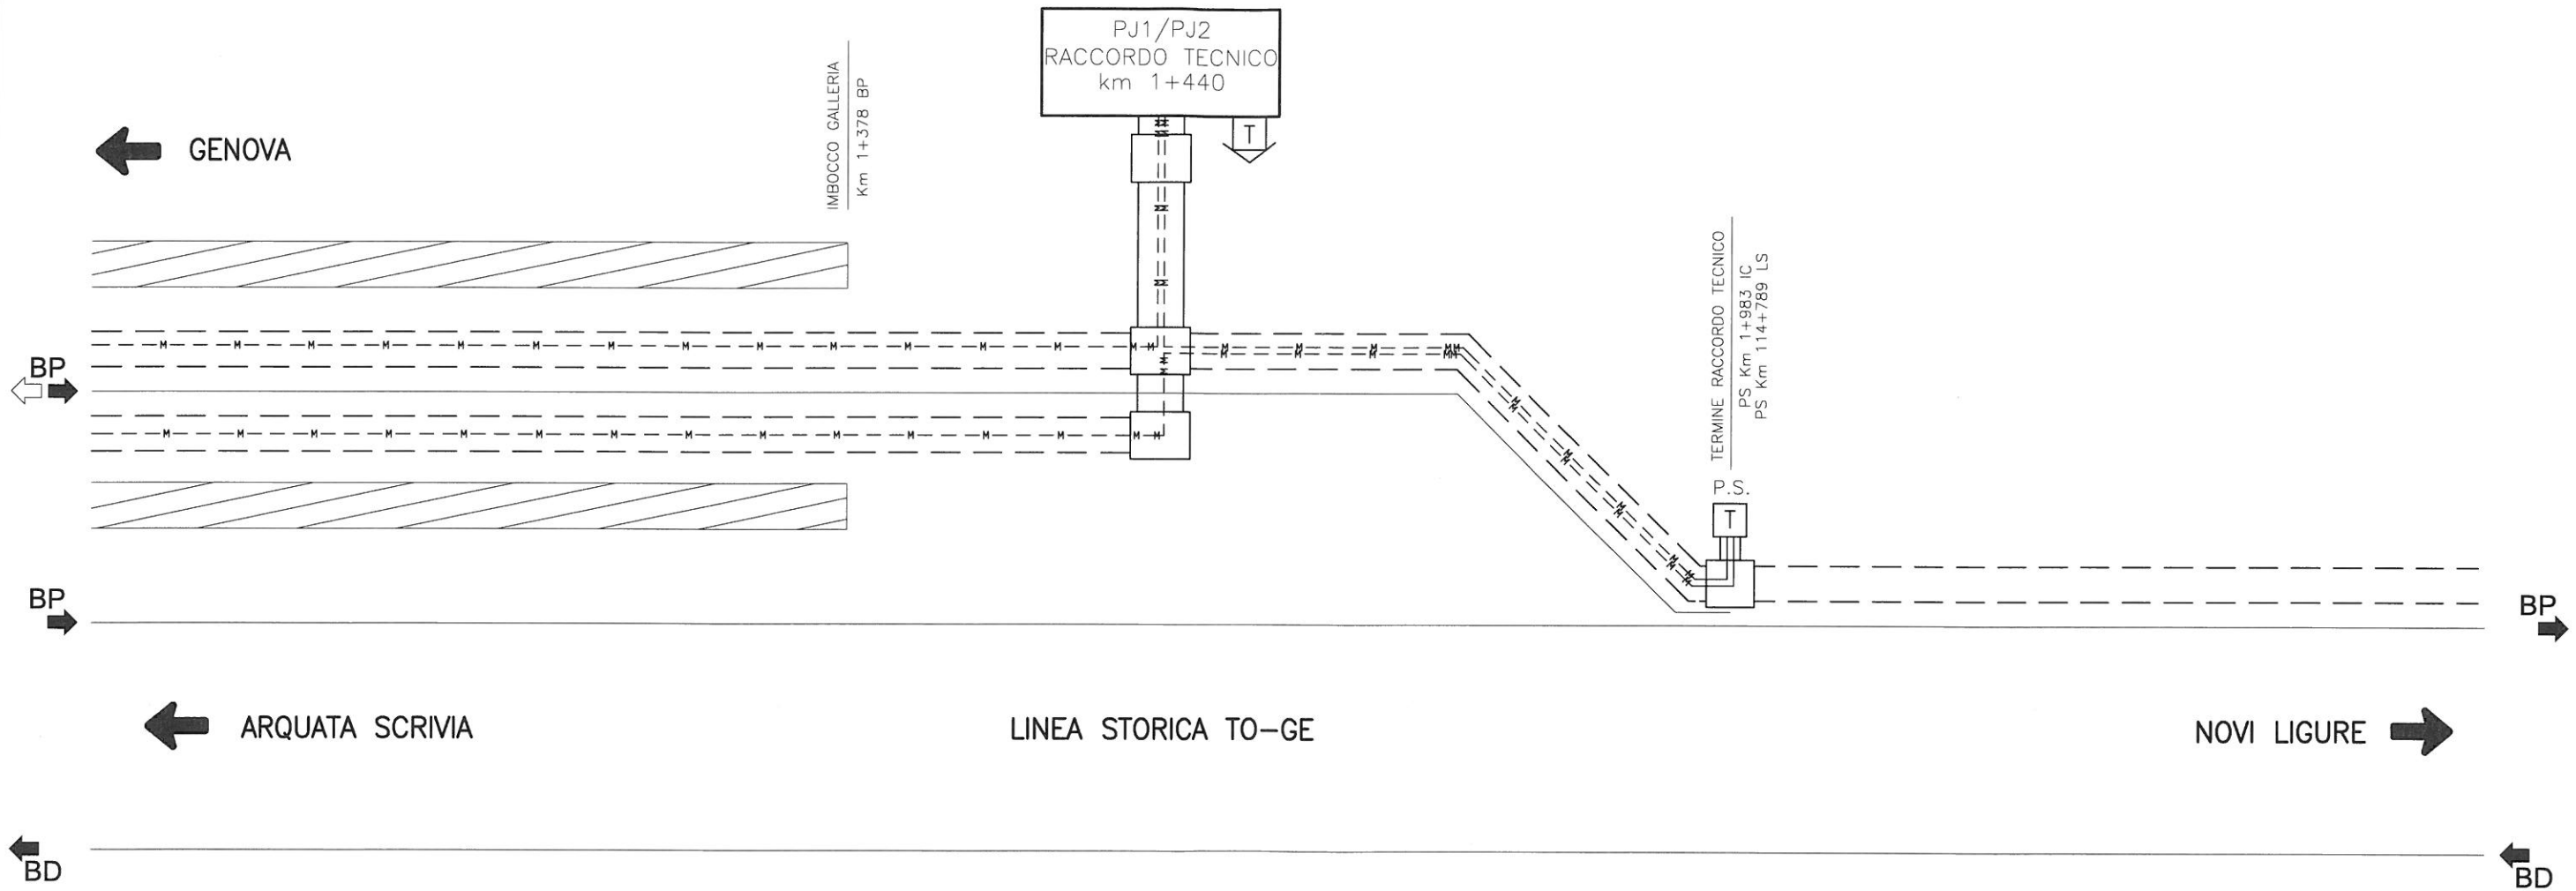 PJ1/PJ2
RACCORDO TECNICO
km 1+440
T
IMBOCCO GALLERIA
Km 1+378 BP
GENOVA
TERMINE RACCORDO TECNICO
PS Km 1+983 IC
PS Km 114+789 LS
M M M M M M M M M M M M M M M
M M M M M M M M
BP
M M M M M M M M M M M M M M M
P.S.
T
BP
BP
ARQUATA SCRIVIA
LINEA STORICA TO-GE
NOVI LIGURE
BD
BD